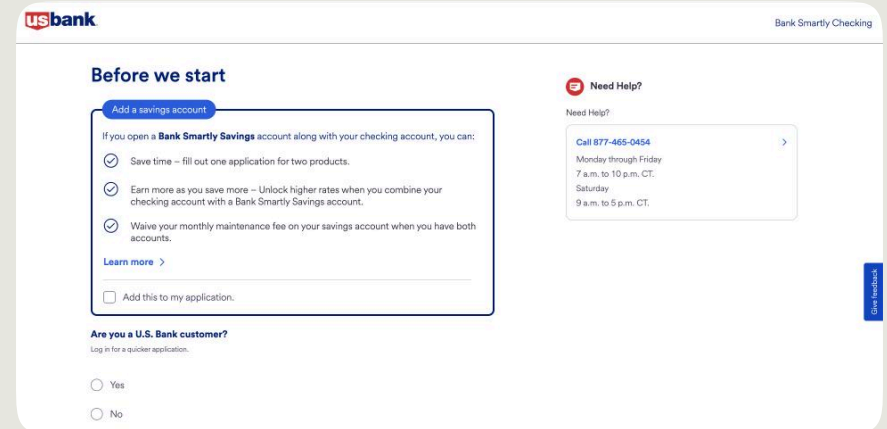 usbank
Bank Smartly Checking
Before we start
Add a savings account
If you open a Bank Smartly Savings account along with your checking account, you can:
Save time – fill out one application for two products.
Earn more as you save more – Unlock higher rates when you combine your
checking account with a Bank Smartly Savings account.
Waive your monthly maintenance fee on your savings account when you have both
accounts.
Learn more
Add this to my application.
Are you a U.S. Bank customer?
Log in for a quicker application.
Yes
No
Need Help?
Need Help?
Call 877-465-0454
Monday through Friday
7 a.m. to 10 p.m. CT.
Saturday
9 a.m. to 5 p.m. CT.
Give feedback